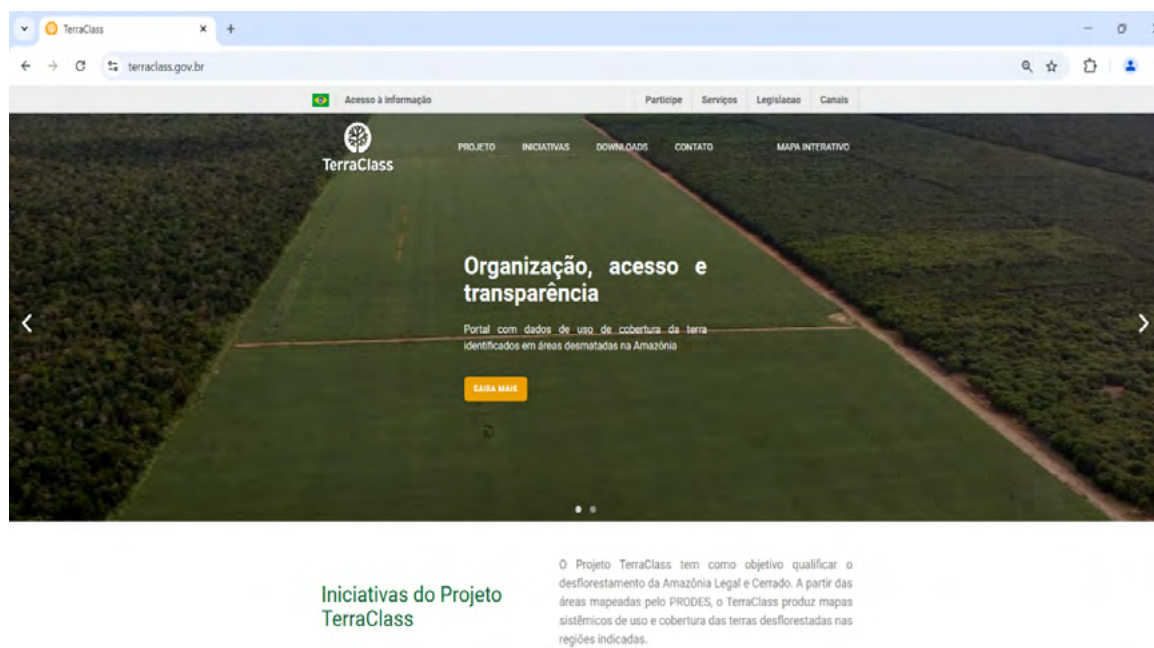 TerraClass
terraclass.gov.br
Acesso à informação Participe Serviços Legislacao Canais
TerraClass
PROJETO INICIATIVAS DOWNLOADS CONTATO MAPA INTERATIVO
Organização, acesso e
transparência
Portal com dados de uso de cobertura da terra
identificados em áreas desmatadas na Amazônia
SAIBA MAIS
Iniciativas do Projeto
TerraClass
O Projeto TerraClass tem como objetivo qualificar o
desflorestamento da Amazônia Legal e Cerrado. A partir das
áreas mapeadas pelo PRODES, o TerraClass produz mapas
sistêmicos de uso e cobertura das terras desflorestadas nas
regiões indicadas.